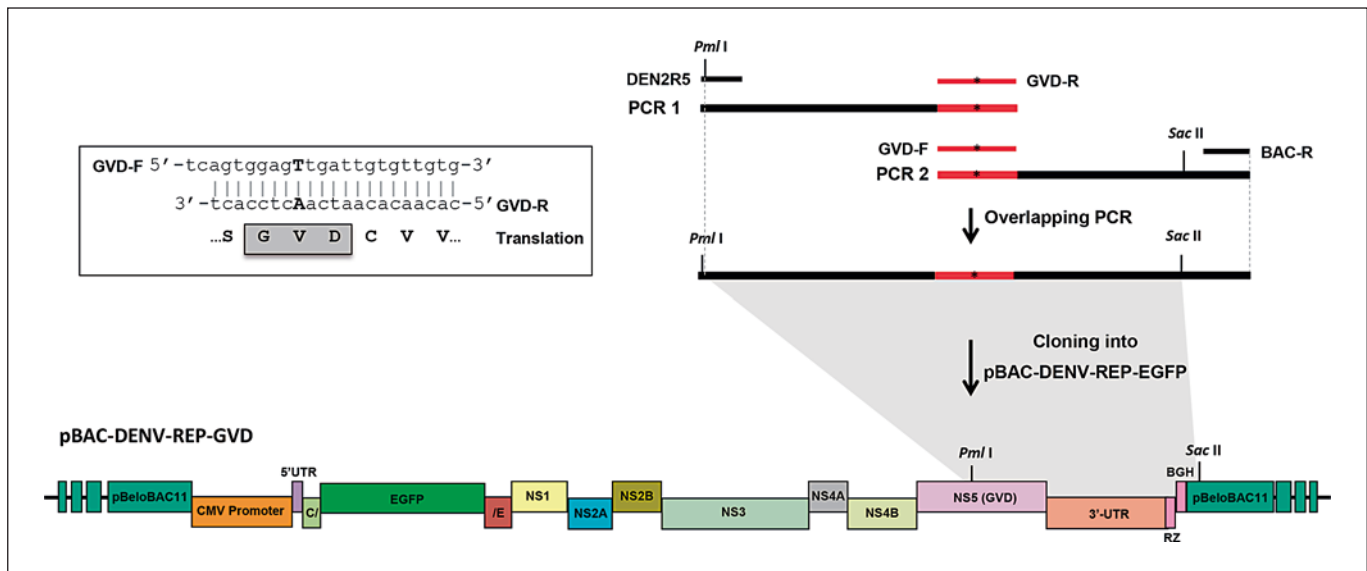 GVD-F 5′-tcagtggagTtgattgtgttgtg-3′
3′-tcacctcAactaacacaacac-5′ GVD-R
...S G V D C V V... Translation
Pml I
DEN2R5
GVD-R
PCR 1
Sac II
GVD-F
BAC-R
PCR 2
Overlapping PCR
Pml I
Sac II
Cloning into
pBAC-DENV-REP-EGFP
pBAC-DENV-REP-GVD
Pml I
Sac II
5'UTR
BGH
pBeloBAC11
CMV Promoter
C/
EGFP
/E
NS1
NS2A
NS2B
NS3
NS4A
NS4B
NS5 (GVD)
3'-UTR
RZ
pBeloBAC11